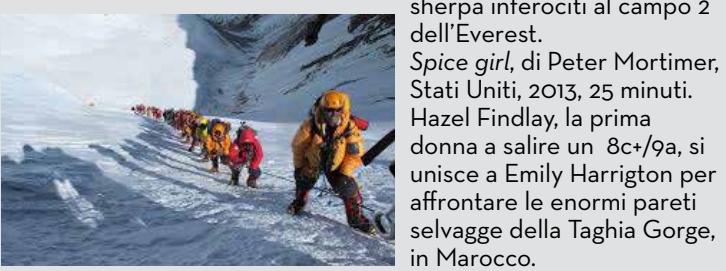 sherpa inferociti al campo 2
dell’Everest.
Spice girl, di Peter Mortimer,
Stati Uniti, 2013, 25 minuti.
Hazel Findlay, la prima
donna a salire un 8c+/9a, si
unisce a Emily Harrigton per
affrontare le enormi pareti
selvagge della Taghia Gorge,
in Marocco.